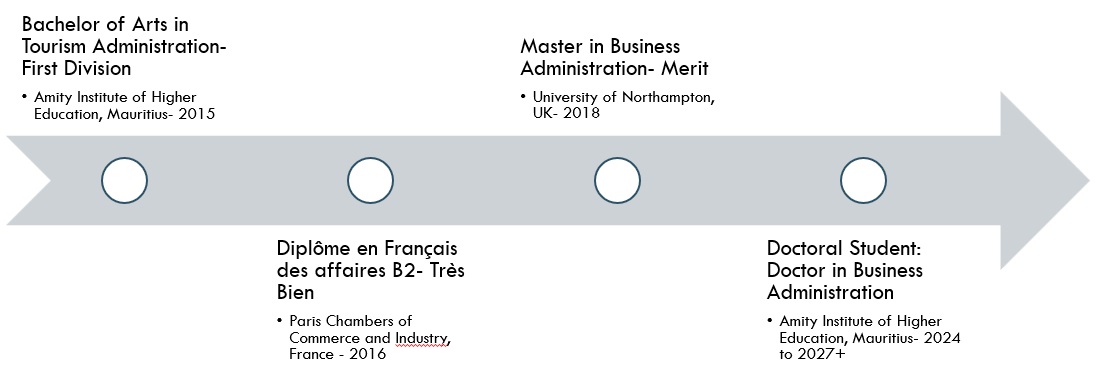 Bachelor of Arts in
Tourism Administration-
First Division
• Amity Institute of Higher
Education, Mauritius- 2015
Diplôme en Français
des affaires B2- Très
Bien
• Paris Chambers of
Commerce and Industry,
France - 2016
Master in Business
Administration- Merit
• University of Northampton,
UK- 2018
Doctoral Student:
Doctor in Business
Administration
• Amity Institute of Higher
Education, Mauritius- 2024
to 2027+